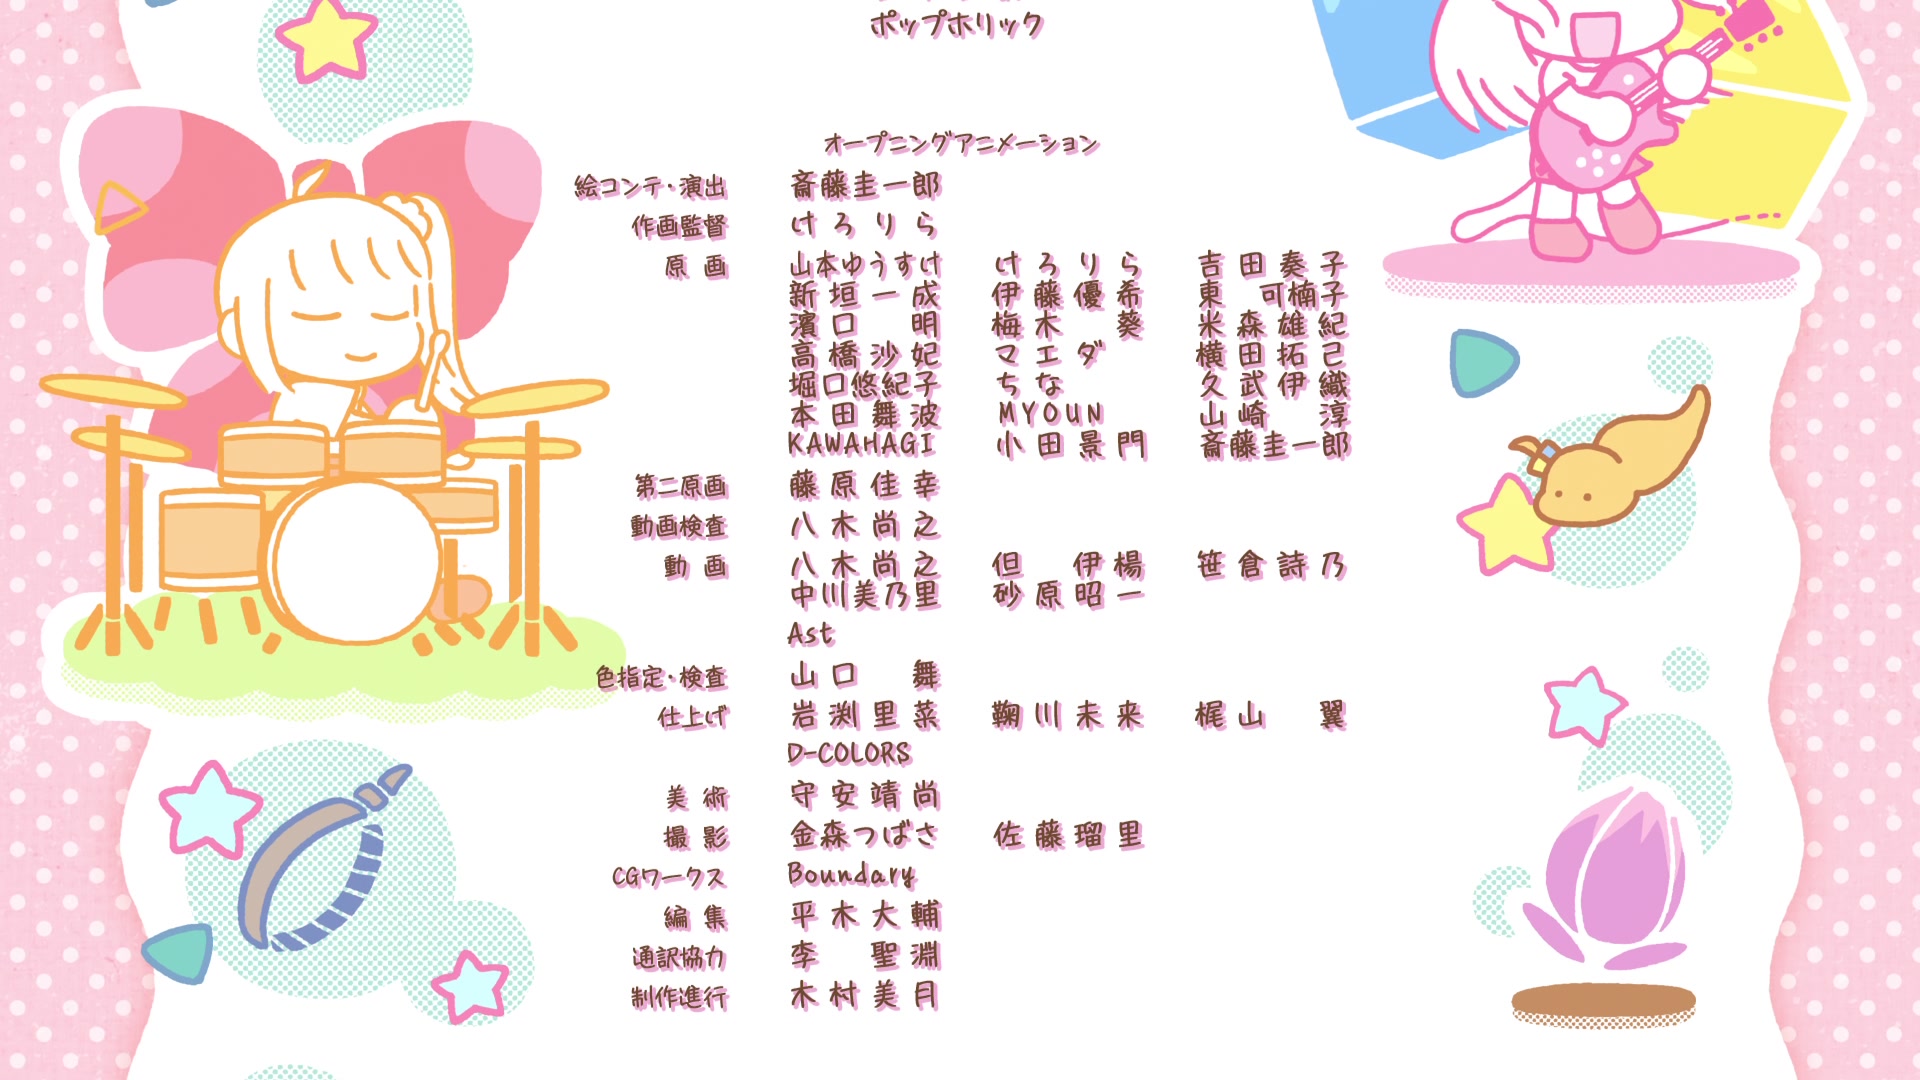 ポップホリック
オープニングアニメーション
絵コンテ・演出 斎藤圭一郎
作画監督 けろりら
原画 山本ゆうすけ けろりら 吉田奏子
新垣一成 伊藤優希 東 可楠子
濱口 明 梅木 葵 米森雄紀
高橋沙妃 マエダ 横田拓己
堀口悠紀子 ちな 久武伊織
本田舞波 MYOUN 山崎 淳
KAWAHAGI 小田景門 斎藤圭一郎
第二原画 藤原佳幸
動画検査 八木尚之
動画 八木尚之 但 伊楊 笹倉詩乃
中川美乃里 砂原昭一
Ast
色指定・検査 山口 舞
仕上げ 岩渕里菜 鞠川未来 梶山 翼
D-COLORS
美術 守安靖尚
撮影 金森つばさ 佐藤瑠里
CGワークス Boundary
編集 平木大輔
通訳協力 李 聖淵
制作進行 木村美月